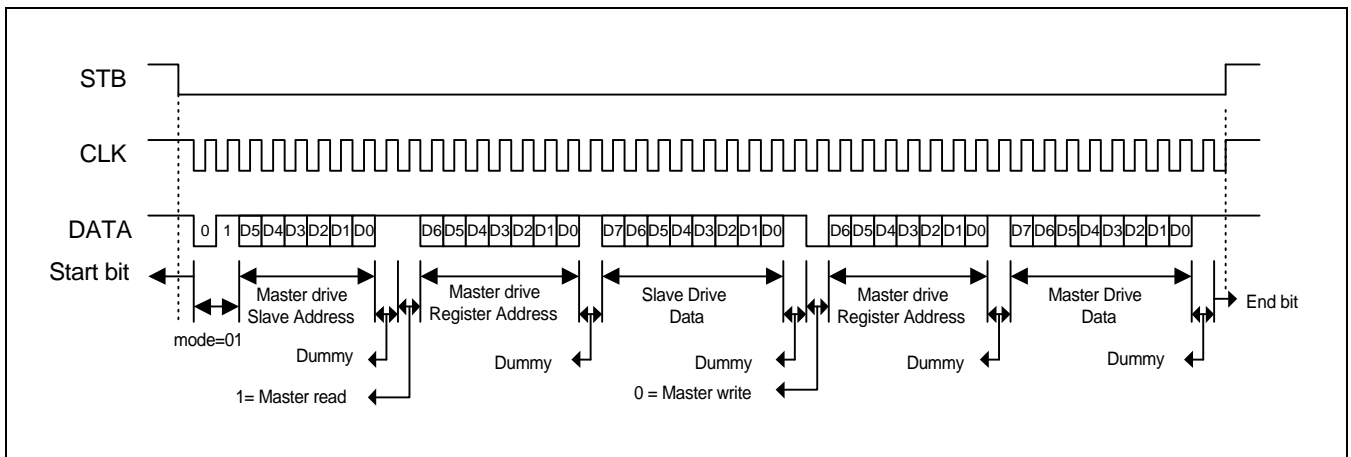 STB
CLK
DATA 0 1 D5 D4 D3 D2 D1 D0 D6 D5 D4 D3 D2 D1 D0 D7 D6 D5 D4 D3 D2 D1 D0 D6 D5 D4 D3 D2 D1 D0 D7 D6 D5 D4 D3 D2 D1 D0
Start bit
mode=01
Master drive
Slave Address
Dummy
1= Master read
Master drive
Register Address
Dummy
Slave Drive
Data
Dummy
0 = Master write
Master drive
Register Address
Dummy
Master Drive
Data
Dummy
End bit